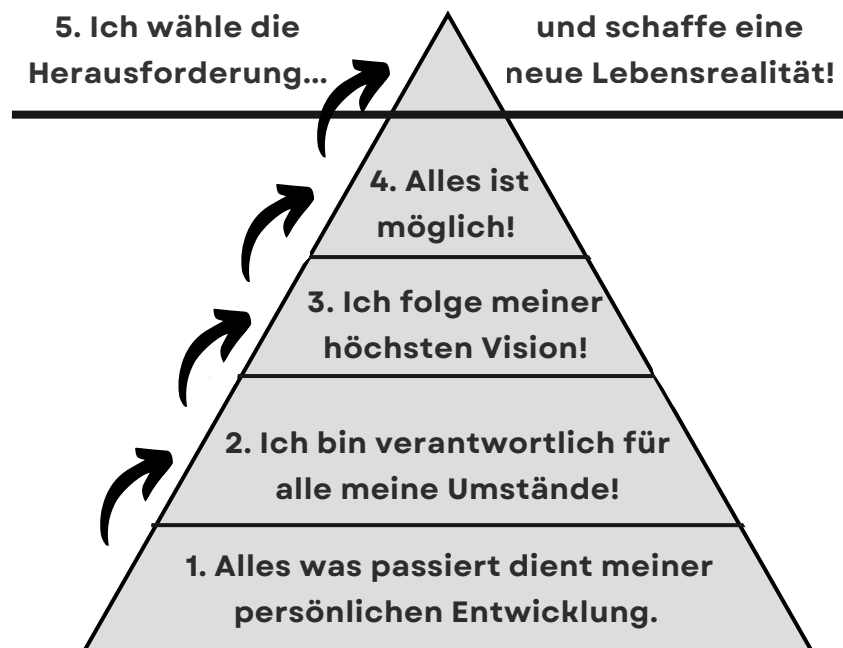 5. Ich wähle die
Herausforderung...
und schaffe eine
neue Lebensrealität!
4. Alles ist
möglich!
3. Ich folge meiner
höchsten Vision!
2. Ich bin verantwortlich für
alle meine Umstände!
1. Alles was passiert dient meiner
persönlichen Entwicklung.